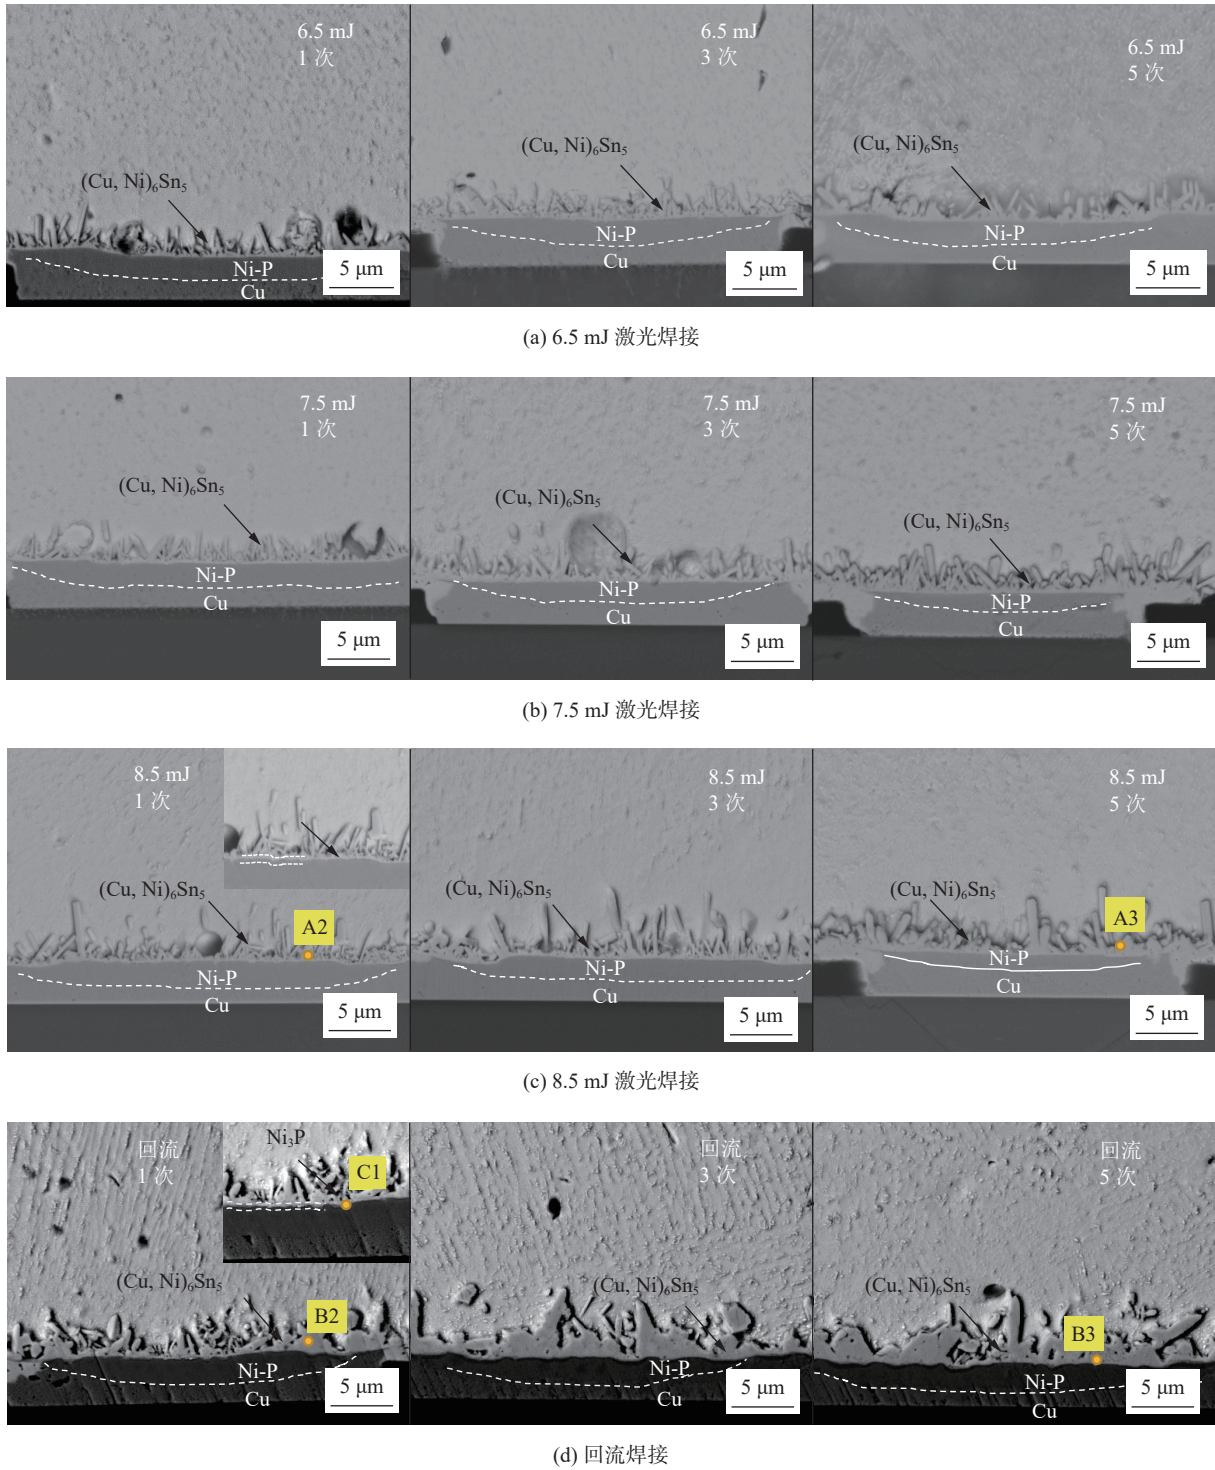 6.5 mJ
1 次
(Cu, Ni)₆Sn₅
Ni-P
Cu
5 μm
6.5 mJ
3 次
(Cu, Ni)₆Sn₅
Ni-P
Cu
5 μm
6.5 mJ
5 次
(Cu, Ni)₆Sn₅
Ni-P
Cu
5 μm
(a) 6.5 mJ 激光焊接
7.5 mJ
1 次
(Cu, Ni)₆Sn₅
Ni-P
Cu
5 μm
7.5 mJ
3 次
(Cu, Ni)₆Sn₅
Ni-P
Cu
5 μm
7.5 mJ
5 次
(Cu, Ni)₆Sn₅
Ni-P
Cu
5 μm
(b) 7.5 mJ 激光焊接
8.5 mJ
1 次
(Cu, Ni)₆Sn₅
A2
Ni-P
Cu
5 μm
8.5 mJ
3 次
(Cu, Ni)₆Sn₅
Ni-P
Cu
5 μm
8.5 mJ
5 次
(Cu, Ni)₆Sn₅
A3
Ni-P
Cu
5 μm
(c) 8.5 mJ 激光焊接
回流
1 次
Ni₃P
C1
(Cu, Ni)₆Sn₅
B2
Ni-P
Cu
5 μm
回流
3 次
(Cu, Ni)₆Sn₅
Ni-P
Cu
5 μm
回流
5 次
(Cu, Ni)₆Sn₅
B3
Ni-P
Cu
5 μm
(d) 回流焊接